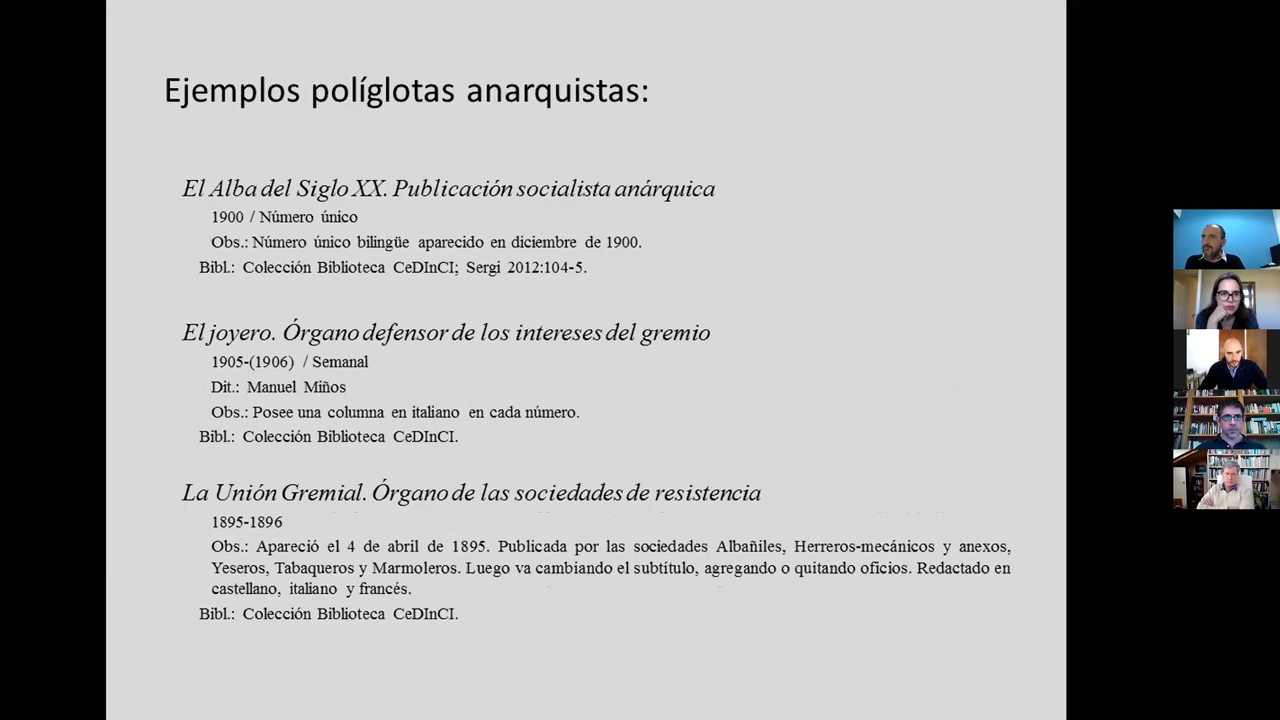 Ejemplos políglotas anarquistas:
El Alba del Siglo XX. Publicación socialista anárquica
1900 / Número único
Obs.: Número único bilingüe aparecido en diciembre de 1900.
Bibl.: Colección Biblioteca CeDInCI; Sergi 2012:104-5.
El joyero. Órgano defensor de los intereses del gremio
1905-(1906) / Semanal
Dit.: Manuel Miños
Obs.: Posee una columna en italiano en cada número.
Bibl.: Colección Biblioteca CeDInCI.
La Unión Gremial. Órgano de las sociedades de resistencia
1895-1896
Obs.: Apareció el 4 de abril de 1895. Publicada por las sociedades Albañiles, Herreros-mecánicos y anexos,
Yeseros, Tabaqueros y Marmoleros. Luego va cambiando el subtítulo, agregando o quitando oficios. Redactado en
castellano, italiano y francés.
Bibl.: Colección Biblioteca CeDInCI.